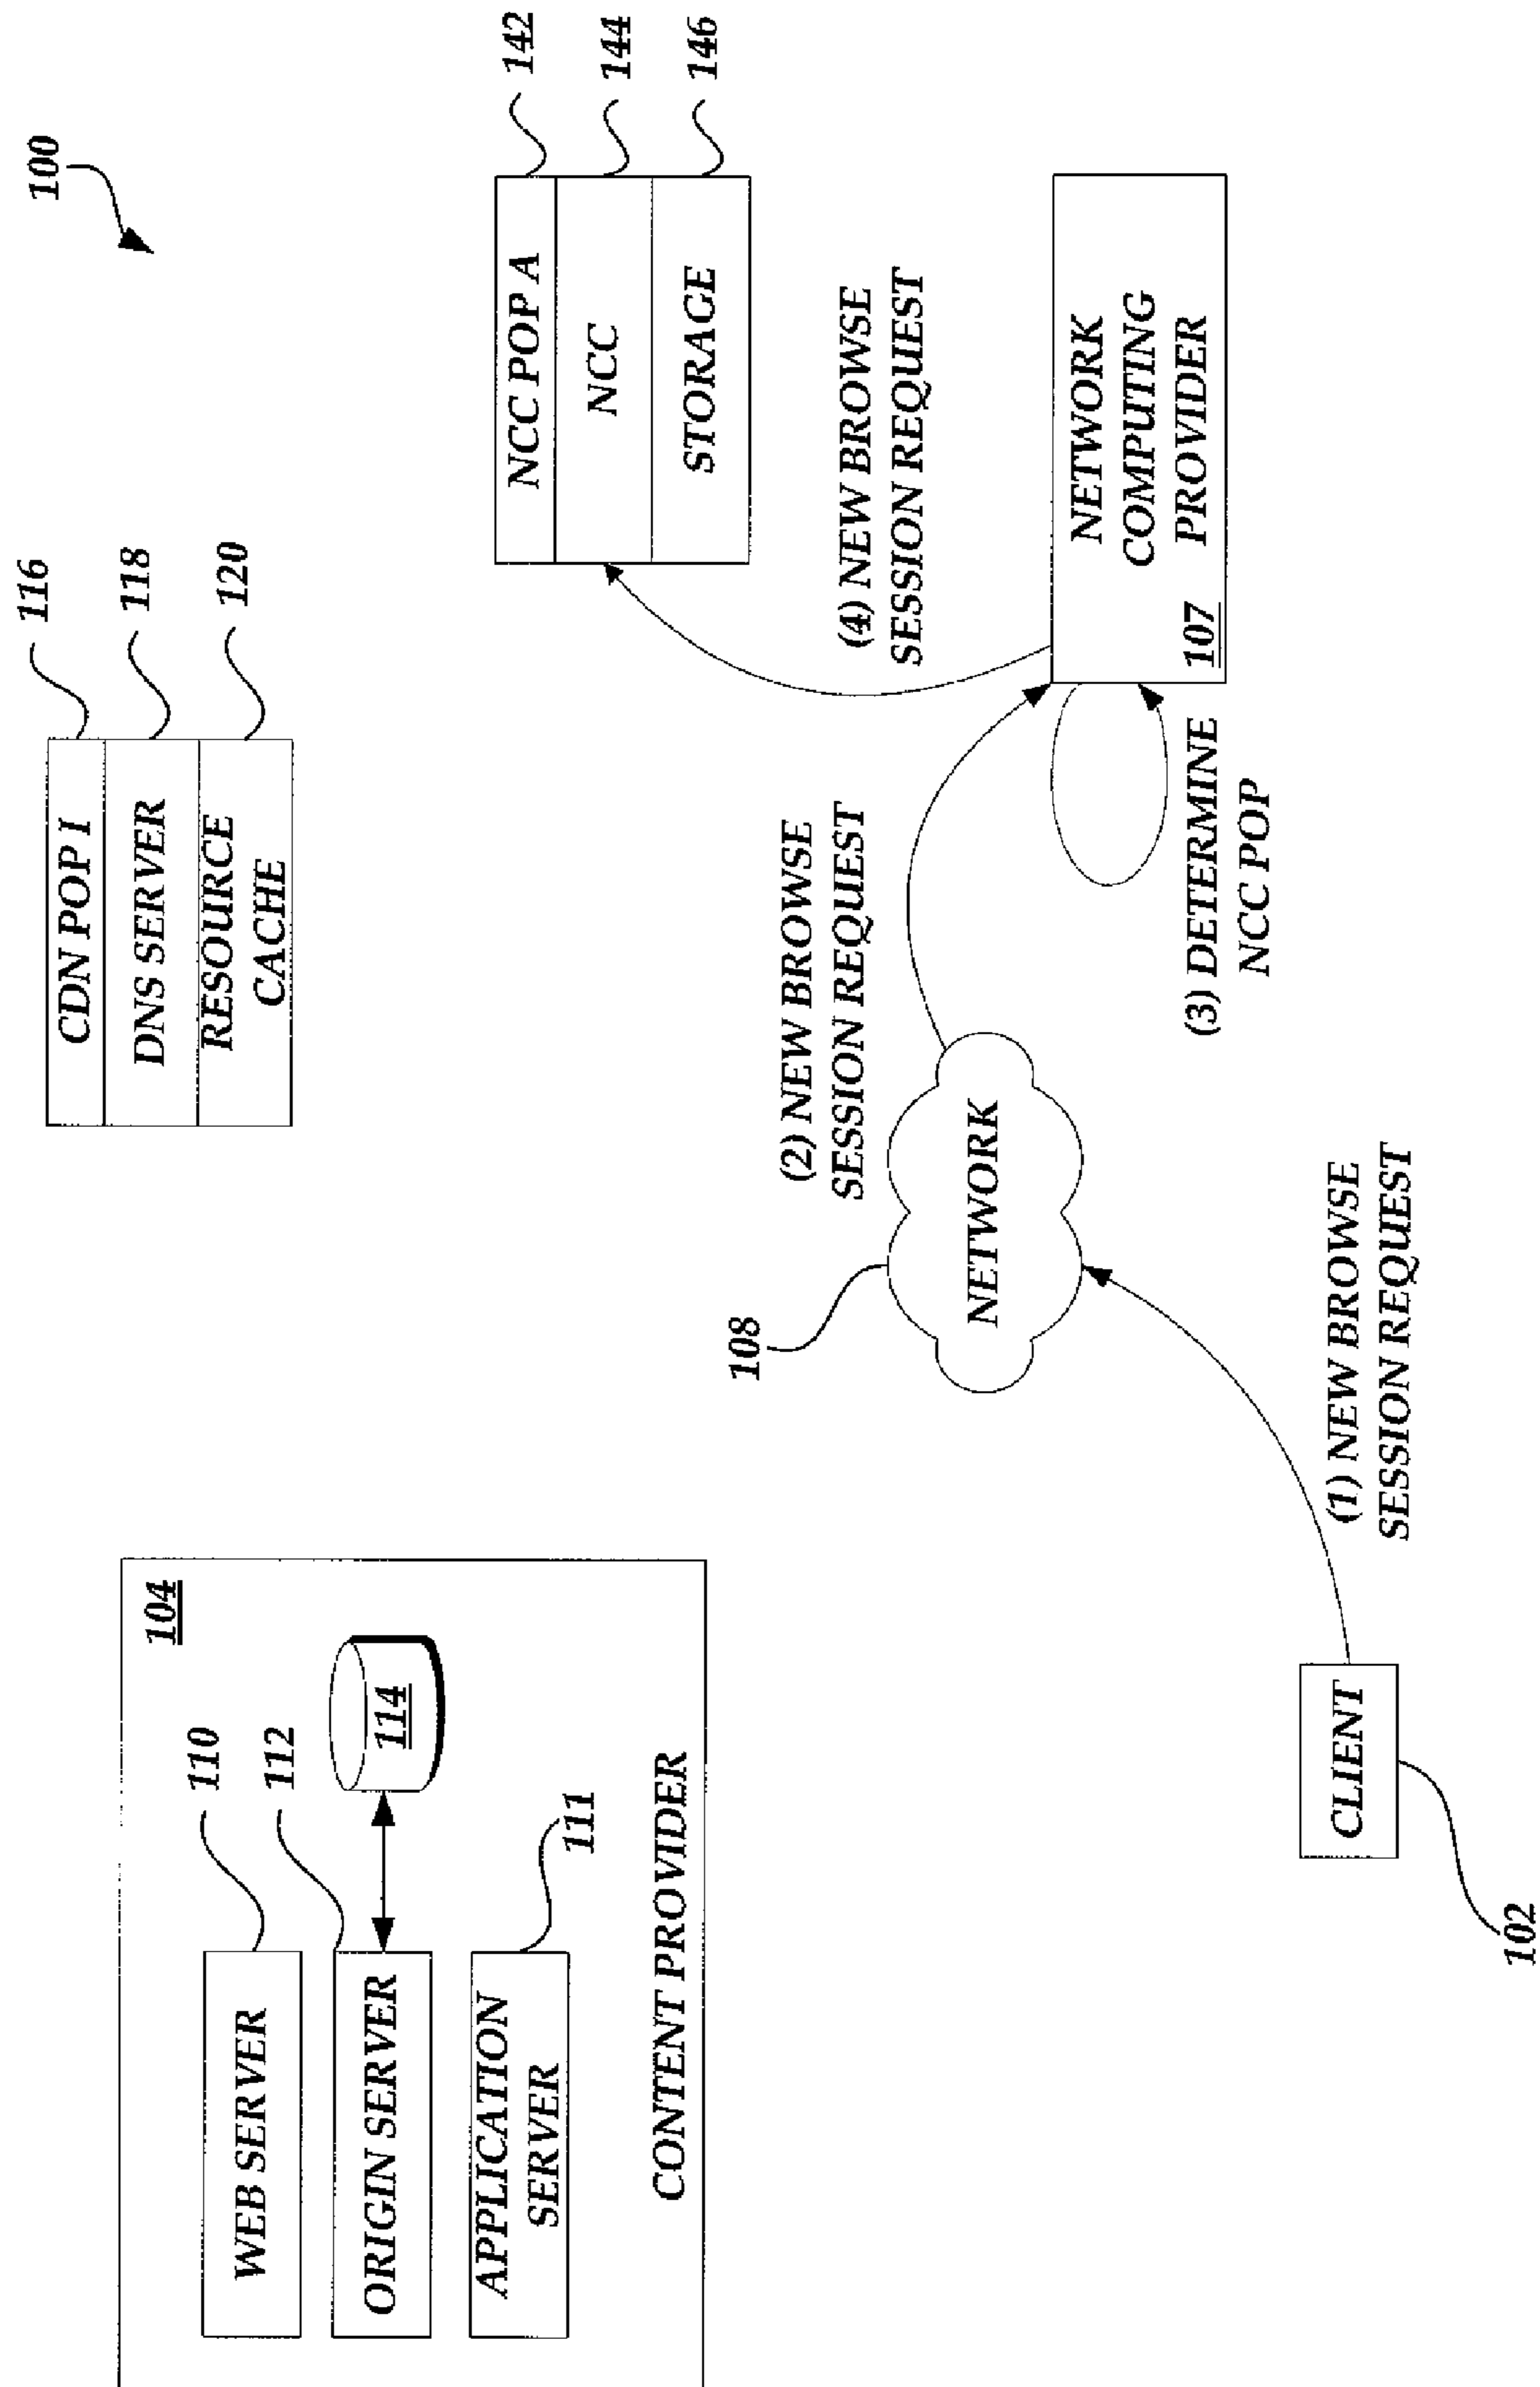 100
104
110
WEB SERVER
112
ORIGIN SERVER
114
111
APPLICATION
SERVER
CONTENT PROVIDER
116
CDN POP I
118
DNS SERVER
120
RESOURCE
CACHE
142
NCC POP A
144
NCC
146
STORAGE
108
NETWORK
(2) NEW BROWSE
SESSION REQUEST
(4) NEW BROWSE
SESSION REQUEST
NETWORK
COMPUTING
PROVIDER
107
(3) DETERMINE
NCC POP
CLIENT
102
(1) NEW BROWSE
SESSION REQUEST